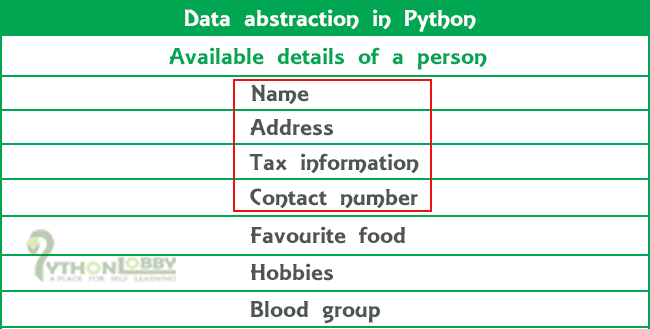 Data abstraction in Python
Available details of a person
Name
Address
Tax information
Contact number
Favourite food
PYTHONLOBBY
A PLACE FOR SELF LEARNING
Hobbies
Blood group